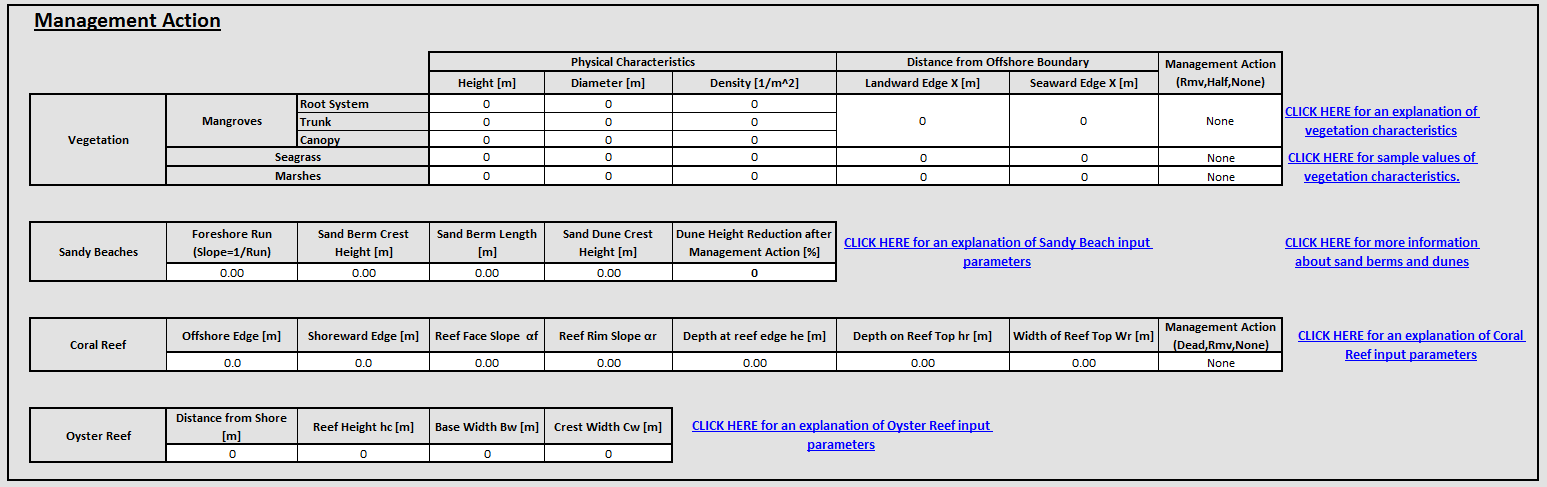 Management Action
Physical Characteristics Distance from Offshore Boundary Management Action
(Rmv,Half,None)
Height [m] Diameter [m] Density [1/m^2] Landward Edge X [m] Seaward Edge X [m]
Vegetation Mangroves Root System 0 0 0 0 0 None
Trunk 0 0 0
Canopy 0 0 0
Seagrass 0 0 0 0 0 None
Marshes 0 0 0 0 0 None
CLICK HERE for an explanation of
vegetation characteristics
CLICK HERE for sample values of
vegetation characteristics.
Sandy Beaches
Foreshore Run
(Slope=1/Run)
Sand Berm Crest
Height [m]
Sand Berm Length
[m]
Sand Dune Crest
Height [m]
Dune Height Reduction after
Management Action [%]
0.00 0.00 0.00 0.00 0
CLICK HERE for an explanation of Sandy Beach input
parameters
CLICK HERE for more information
about sand berms and dunes
Coral Reef
Offshore Edge [m] Shoreward Edge [m] Reef Face Slope αf Reef Rim Slope αr Depth at reef edge he [m] Depth on Reef Top hr [m] Width of Reef Top Wr [m] Management Action
(Dead,Rmv,None)
0.0 0.0 0.00 0.00 0.00 0.00 0.00 None
CLICK HERE for an explanation of Coral
Reef input parameters
Oyster Reef
Distance from Shore
[m]
Reef Height hc [m] Base Width Bw [m] Crest Width Cw [m]
0 0 0 0
CLICK HERE for an explanation of Oyster Reef input
parameters